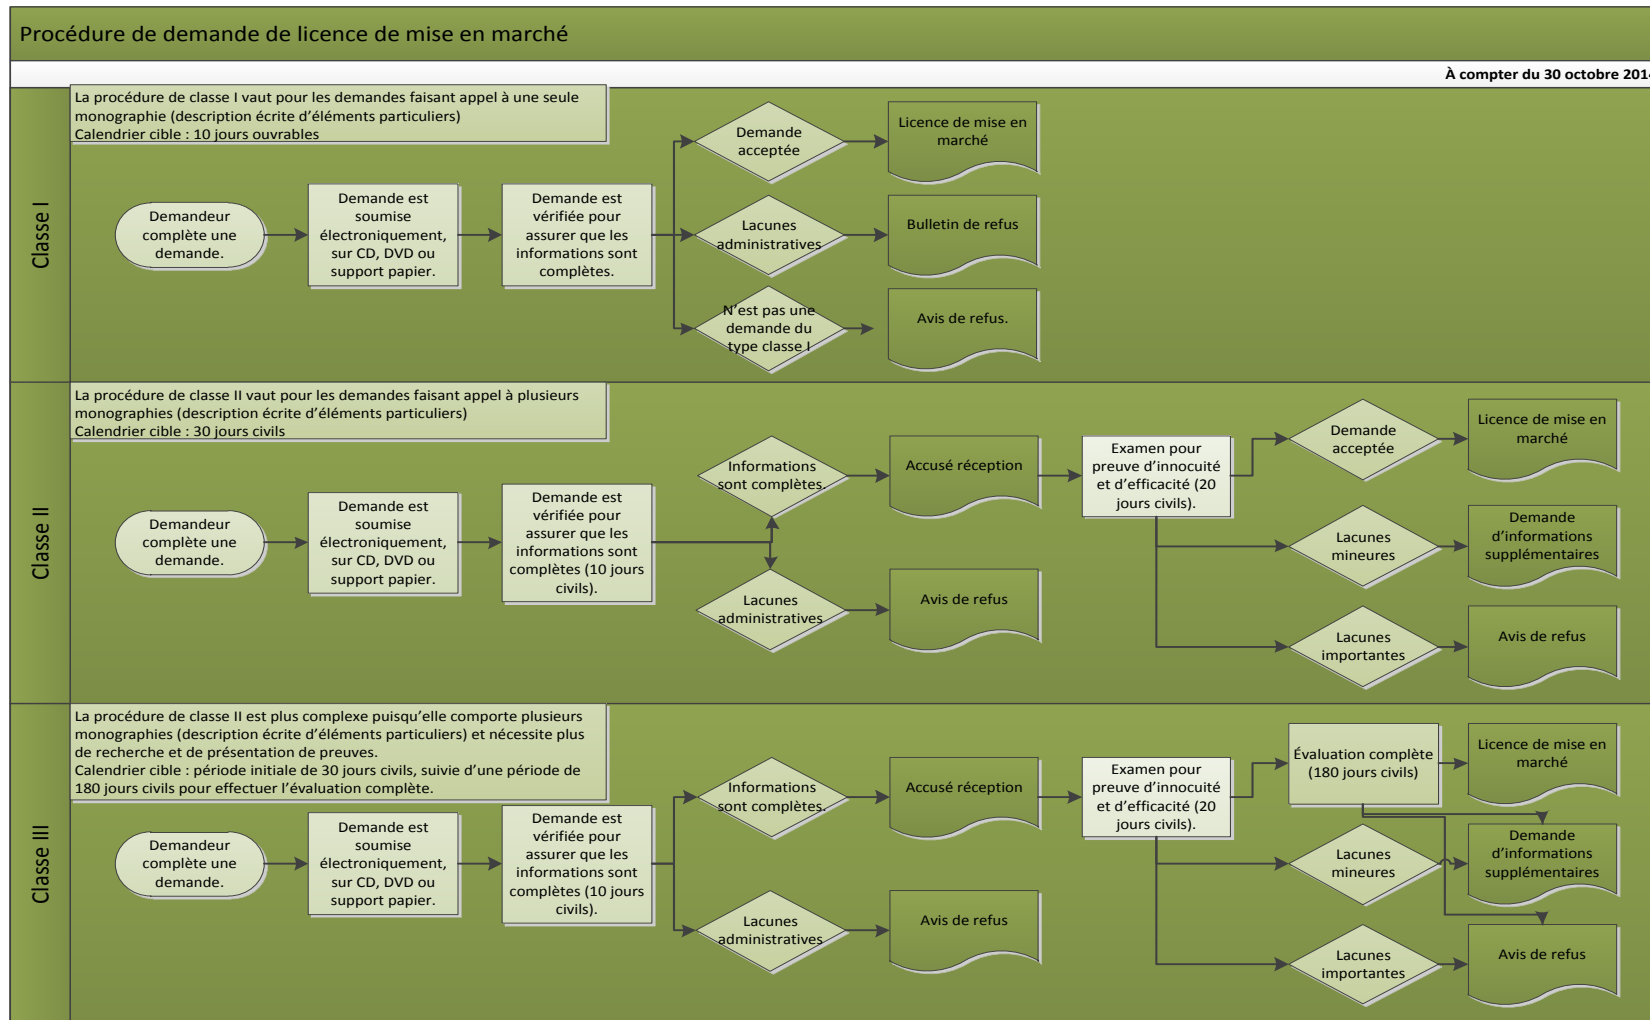 Procédure de demande de licence de mise en marché
À compter du 30 octobre 2014
Classe I
La procédure de classe I vaut pour les demandes faisant appel à une seule
monographie (description écrite d'éléments particuliers)
Calendrier cible : 10 jours ouvrables
Demandeur
complète une
demande.
Demande est
soumise
électroniquement,
sur CD, DVD ou
support papier.
Demande est
vérifiée pour
assurer que les
informations sont
complètes.
Demande
acceptée
Licence de mise en
marché
Lacunes
administratives
Bulletin de refus
N'est pas une
demande du
type classe I
Avis de refus.
Classe II
La procédure de classe II vaut pour les demandes faisant appel à plusieurs
monographies (description écrite d'éléments particuliers)
Calendrier cible : 30 jours civils
Demandeur
complète une
demande.
Demande est
soumise
électroniquement,
sur CD, DVD ou
support papier.
Demande est
vérifiée pour
assurer que les
informations sont
complètes (10 jours
civils).
Informations
sont complètes.
Accusé réception
Lacunes
administratives
Avis de refus
Examen pour
preuve d'innocuité
et d'efficacité (20
jours civils).
Demande
acceptée
Licence de mise en
marché
Lacunes
mineures
Demande
d'informations
supplémentaires
Lacunes
importantes
Avis de refus
Classe III
La procédure de classe II est plus complexe puisqu'elle comporte plusieurs
monographies (description écrite d'éléments particuliers) et nécessite plus
de recherche et de présentation de preuves.
Calendrier cible : période initiale de 30 jours civils, suivie d'une période de
180 jours civils pour effectuer l'évaluation complète.
Demandeur
complète une
demande.
Demande est
soumise
électroniquement,
sur CD, DVD ou
support papier.
Demande est
vérifiée pour
assurer que les
informations sont
complètes (10 jours
civils).
Informations
sont complètes.
Accusé réception
Lacunes
administratives
Avis de refus
Examen pour
preuve d'innocuité
et d'efficacité (20
jours civils).
Évaluation complète
(180 jours civils)
Licence de mise en
marché
Lacunes
mineures
Demande
d'informations
supplémentaires
Lacunes
importantes
Avis de refus